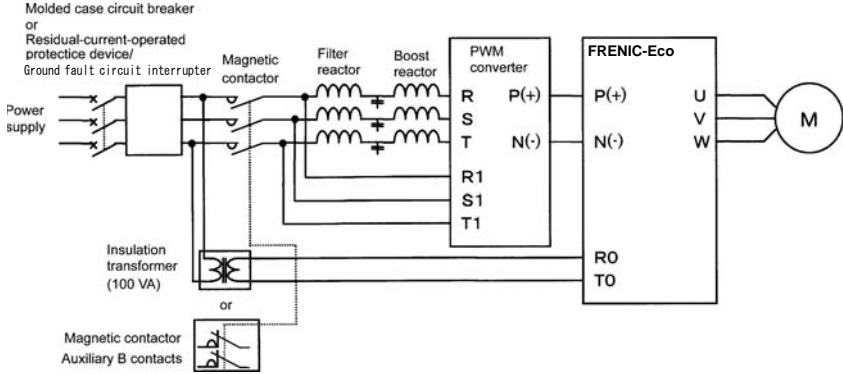 Molded case circuit breaker
or
Residual-current-operated
protectice device/
Ground fault circuit interrupter
Magnetic
contactor
Filter
reactor
Boost
reactor
PWM
converter
FRENIC-Eco
Power
supply
R
S
T
P(+)
N(-)
R1
S1
T1
P(+)
N(-)
U
V
W
M
R0
T0
Insulation
transformer
(100 VA)
or
Magnetic contactor
Auxiliary B contacts